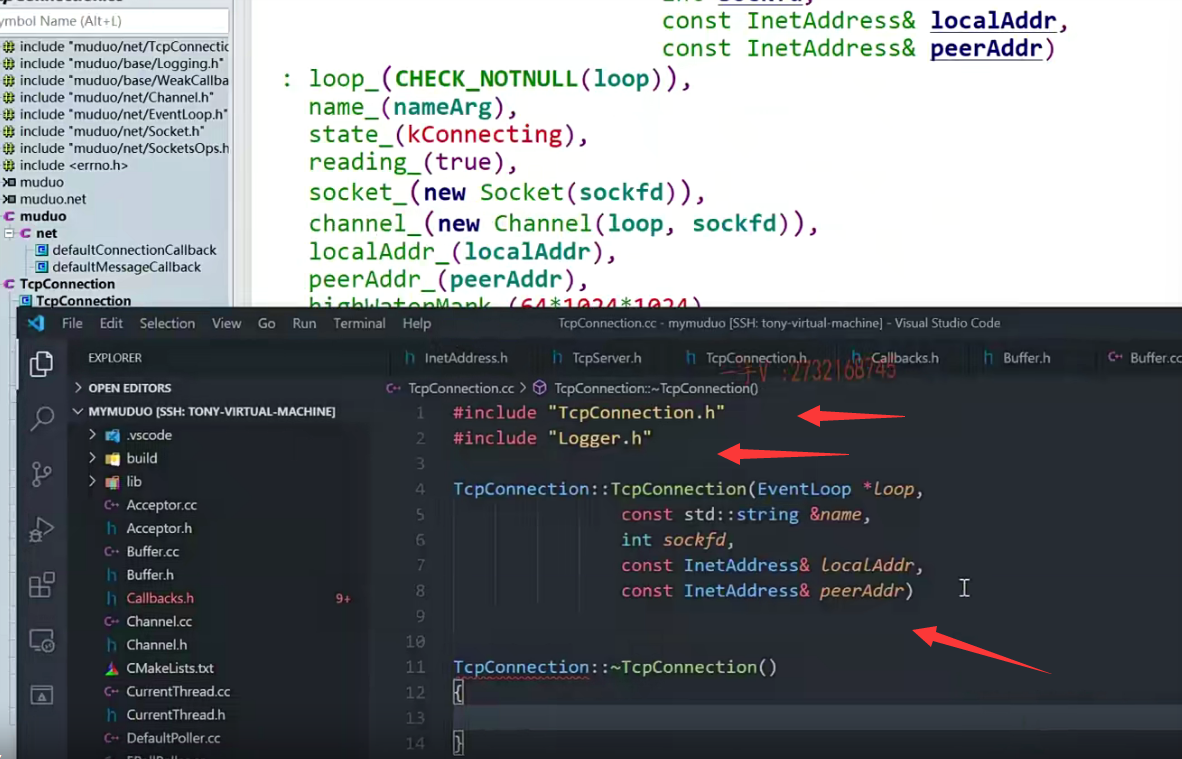 ymbol Name (Alt+L)
include "muduo/net/TcpConnectic
include "muduo/base/Logging.h"
include "muduo/base/WeakCallba
include "muduo/net/Channel.h"
include "muduo/net/EventLoop.h"
include "muduo/net/Socket.h"
include "muduo/net/SocketsOps.h
include <errno.h>
muduo
muduo.net
muduo
net
defaultConnectionCallback
defaultMessageCallback
TcpConnection
TcpConnection
int sockfd,
const InetAddress& localAddr,
const InetAddress& peerAddr)
: loop_(CHECK_NOTNULL(loop)),
name_(nameArg),
state_(kConnecting),
reading_(true),
socket_(new Socket(sockfd)),
channel_(new Channel(loop, sockfd)),
localAddr_(localAddr),
peerAddr_(peerAddr),
highWaterMark_(64*1024*1024)
File Edit Selection View Go Run Terminal Help
TcpConnection.cc - mymuduo [SSH: tony-virtual-machine] - Visual Studio Code
EXPLORER
OPEN EDITORS
MYMUDUO [SSH: TONY-VIRTUAL-MACHINE]
.vscode
build
lib
Acceptor.cc
Acceptor.h
Buffer.cc
Buffer.h
Callbacks.h 9+
Channel.cc
Channel.h
CMakeLists.txt
CurrentThread.cc
CurrentThread.h
DefaultPoller.cc
InetAddress.h TcpServer.h TcpConnection.h Callbacks.h Buffer.h Buffer.cc
:2732168745
TcpConnection.cc > TcpConnection::~TcpConnection()
1 #include "TcpConnection.h"
2 #include "Logger.h"
3
4 TcpConnection::TcpConnection(EventLoop *loop,
5 const std::string &name,
6 int sockfd,
7 const InetAddress& localAddr,
8 const InetAddress& peerAddr)
9
10
11 TcpConnection::~TcpConnection()
12 {
13
14 }